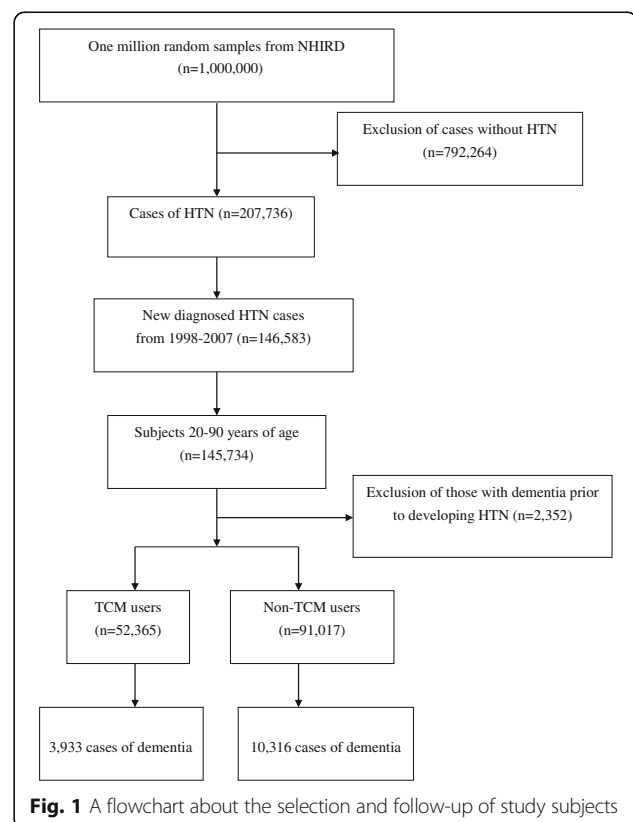 One million random samples from NHIRD
(n=1,000,000)
Exclusion of cases without HTN
(n=792,264)
Cases of HTN (n=207,736)
New diagnosed HTN cases
from 1998-2007 (n=146,583)
Subjects 20-90 years of age
(n=145,734)
Exclusion of those with dementia prior
to developing HTN (n=2,352)
TCM users
(n=52,365)
Non-TCM users
(n=91,017)
3,933 cases of dementia
10,316 cases of dementia
Fig. 1 A flowchart about the selection and follow-up of study subjects